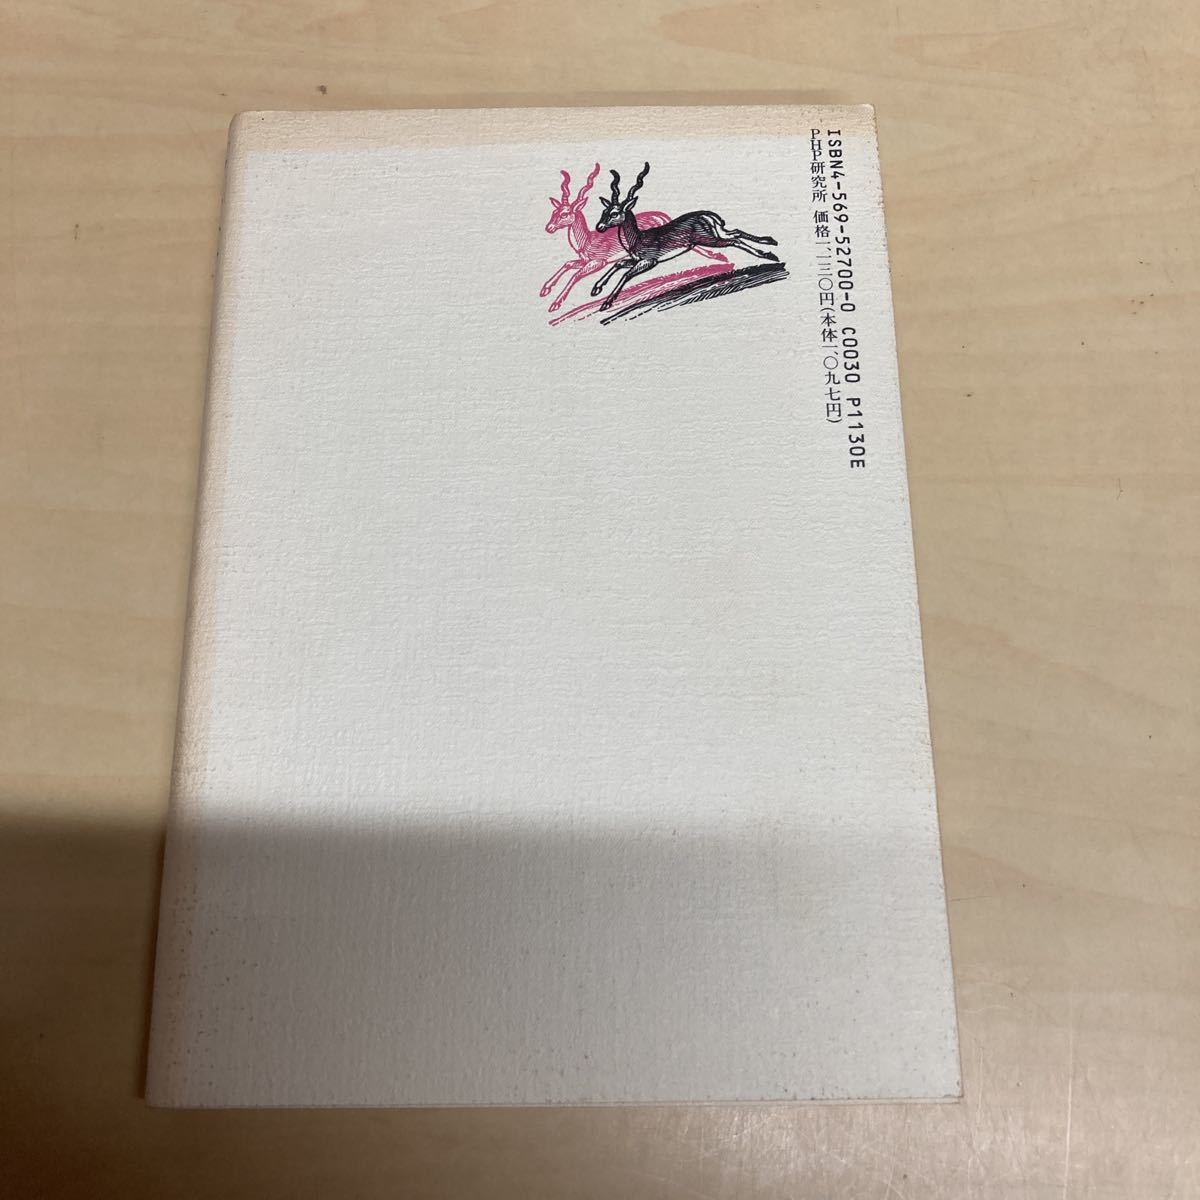 ISBN4-569-52700-0 C0030 P1130E
PHP研究所 価格一、一三〇円(本体一、〇九七円)